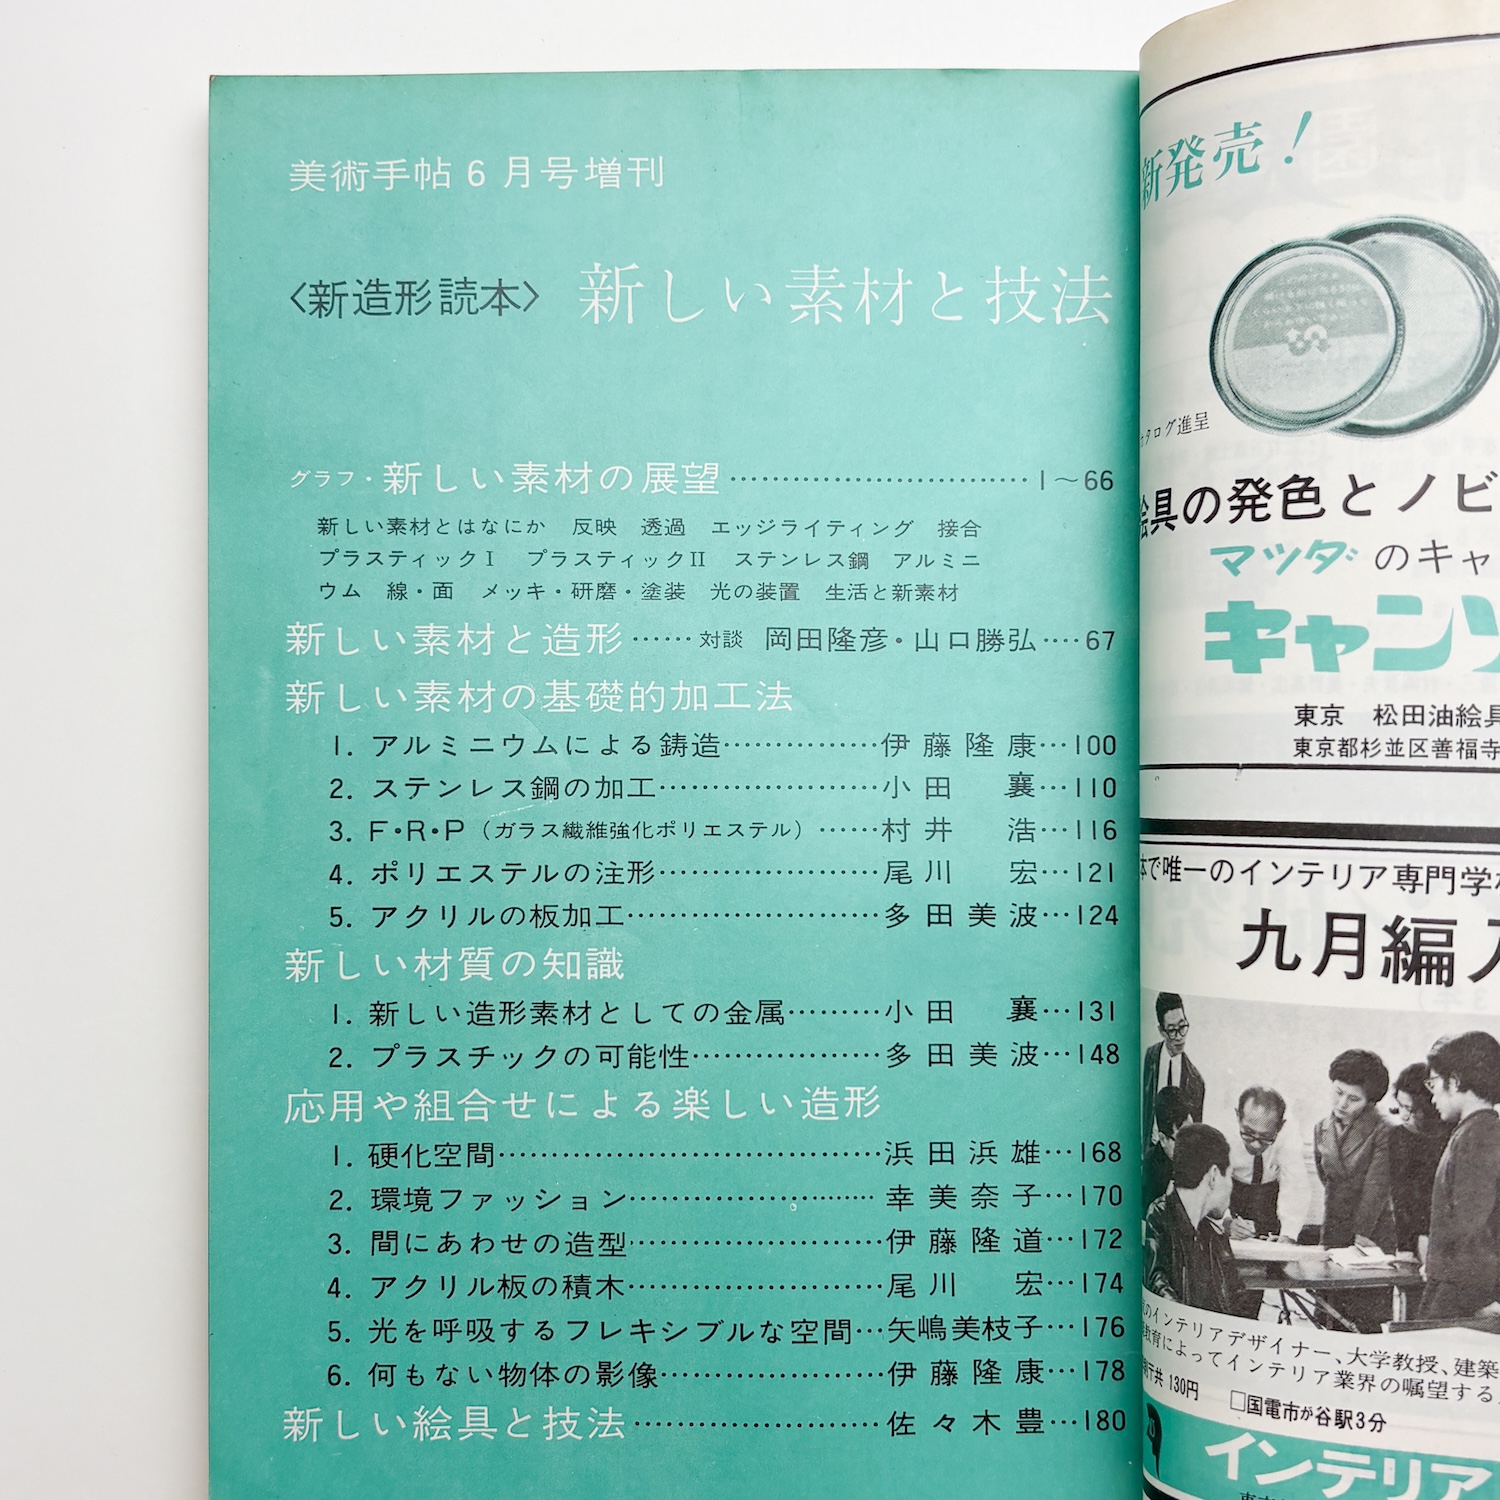 美術手帖6月号増刊
〈新造形読本〉 新しい素材と技法
グラフ・新しい素材の展望…………………………1〜66
新しい素材とはなにか 反映 透過 エッジライティング 接合
プラスティックI プラスティックII ステンレス鋼 アルミニ
ウム 線・面 メッキ・研磨・塗装 光の装置 生活と新素材
新しい素材と造形……対談 岡田隆彦・山口勝弘……67
新しい素材の基礎的加工法
1. アルミニウムによる鋳造……………伊藤隆康…100
2. ステンレス鋼の加工…………………小田 襄…110
3. F・R・P(ガラス繊維強化ポリエステル)……村井 浩…116
4. ポリエステルの注形…………………尾川 宏…121
5. アクリルの板加工……………………多田美波…124
新しい材質の知識
1. 新しい造形素材としての金属………小田 襄…131
2. プラスチックの可能性………………多田美波…148
応用や組合せによる楽しい造形
1. 硬化空間………………………………浜田浜雄…168
2. 環境ファッション……………………幸美奈子…170
3. 間にあわせの造型……………………伊藤隆道…172
4. アクリル板の積木……………………尾川 宏…174
5. 光を呼吸するフレキシブルな空間…矢嶋美枝子…176
6. 何もない物体の影像…………………伊藤隆康…178
新しい絵具と技法……………………佐々木豊…180
新発売!
カタログ進呈
絵具の発色とノビ
マツダのキャ
キャンソ
東京 松田油絵具
東京都杉並区善福寺
本で唯一のインテリア専門学校
九月編入
のインテリアデザイナー、大学教授、建築
教育によってインテリア業界の嘱望する
共130円
□国電市が谷駅3分
インテリア